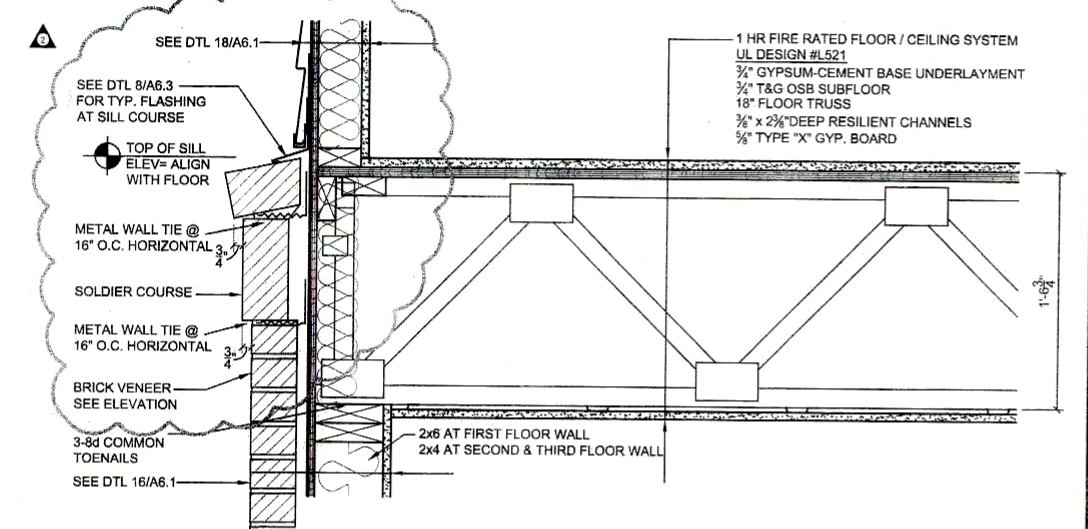 2
SEE DTL 18/A6.1
SEE DTL 8/A6.3
FOR TYP. FLASHING
AT SILL COURSE
TOP OF SILL
ELEV= ALIGN
WITH FLOOR
METAL WALL TIE @
16" O.C. HORIZONTAL
3/4"
SOLDIER COURSE
METAL WALL TIE @
16" O.C. HORIZONTAL
3/4"
BRICK VENEER
SEE ELEVATION
3-8d COMMON
TOENAILS
SEE DTL 16/A6.1
1 HR FIRE RATED FLOOR / CEILING SYSTEM
UL DESIGN #L521
¾" GYPSUM-CEMENT BASE UNDERLAYMENT
¾" T&G OSB SUBFLOOR
18" FLOOR TRUSS
⅜" x 2⅜"DEEP RESILIENT CHANNELS
⅝" TYPE "X" GYP. BOARD
1'-6¾"
2x6 AT FIRST FLOOR WALL
2x4 AT SECOND & THIRD FLOOR WALL